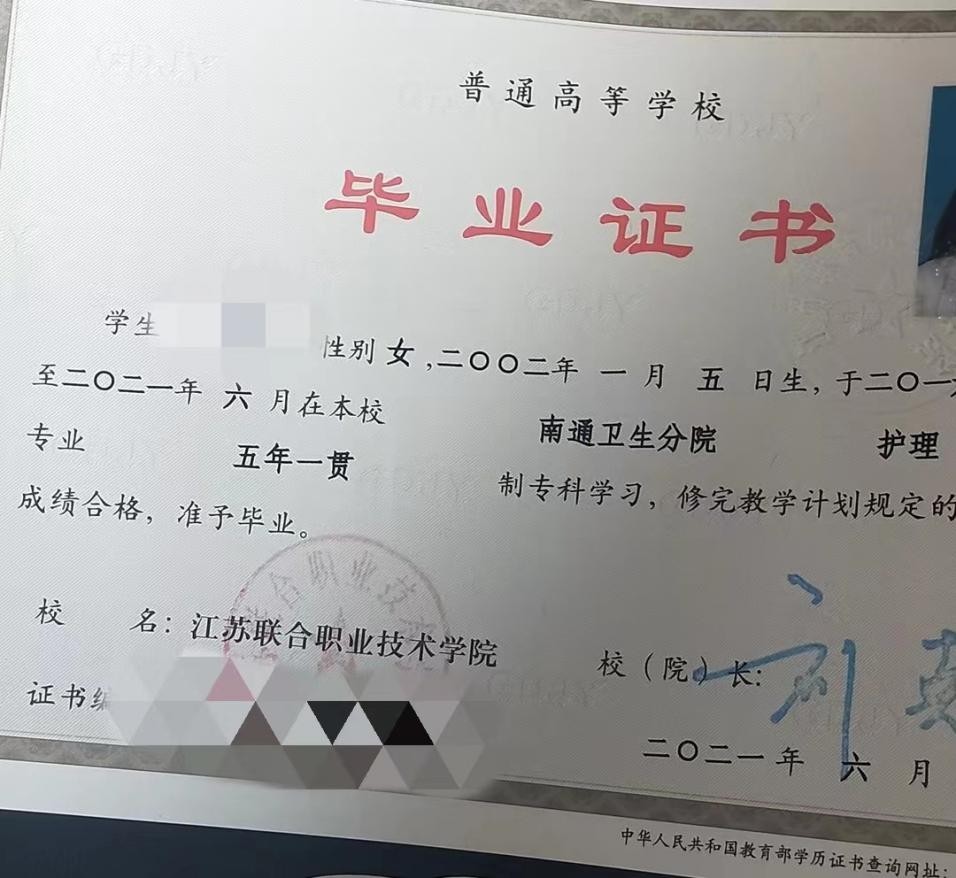 普通高等学校
毕业证书
学生 性别 女 ,二〇〇二年 一 月 五 日生, 于二〇一
至二〇二一年 六 月在本校 南通卫生分院 护理
专业 五年一贯 制专科学习, 修完教学计划规定的
成绩合格, 准予毕业。
校 名: 江苏联合职业技术学院
校（院）长:
证书编
二〇二一年 六 月
中华人民共和国教育部学历证书查询网址: